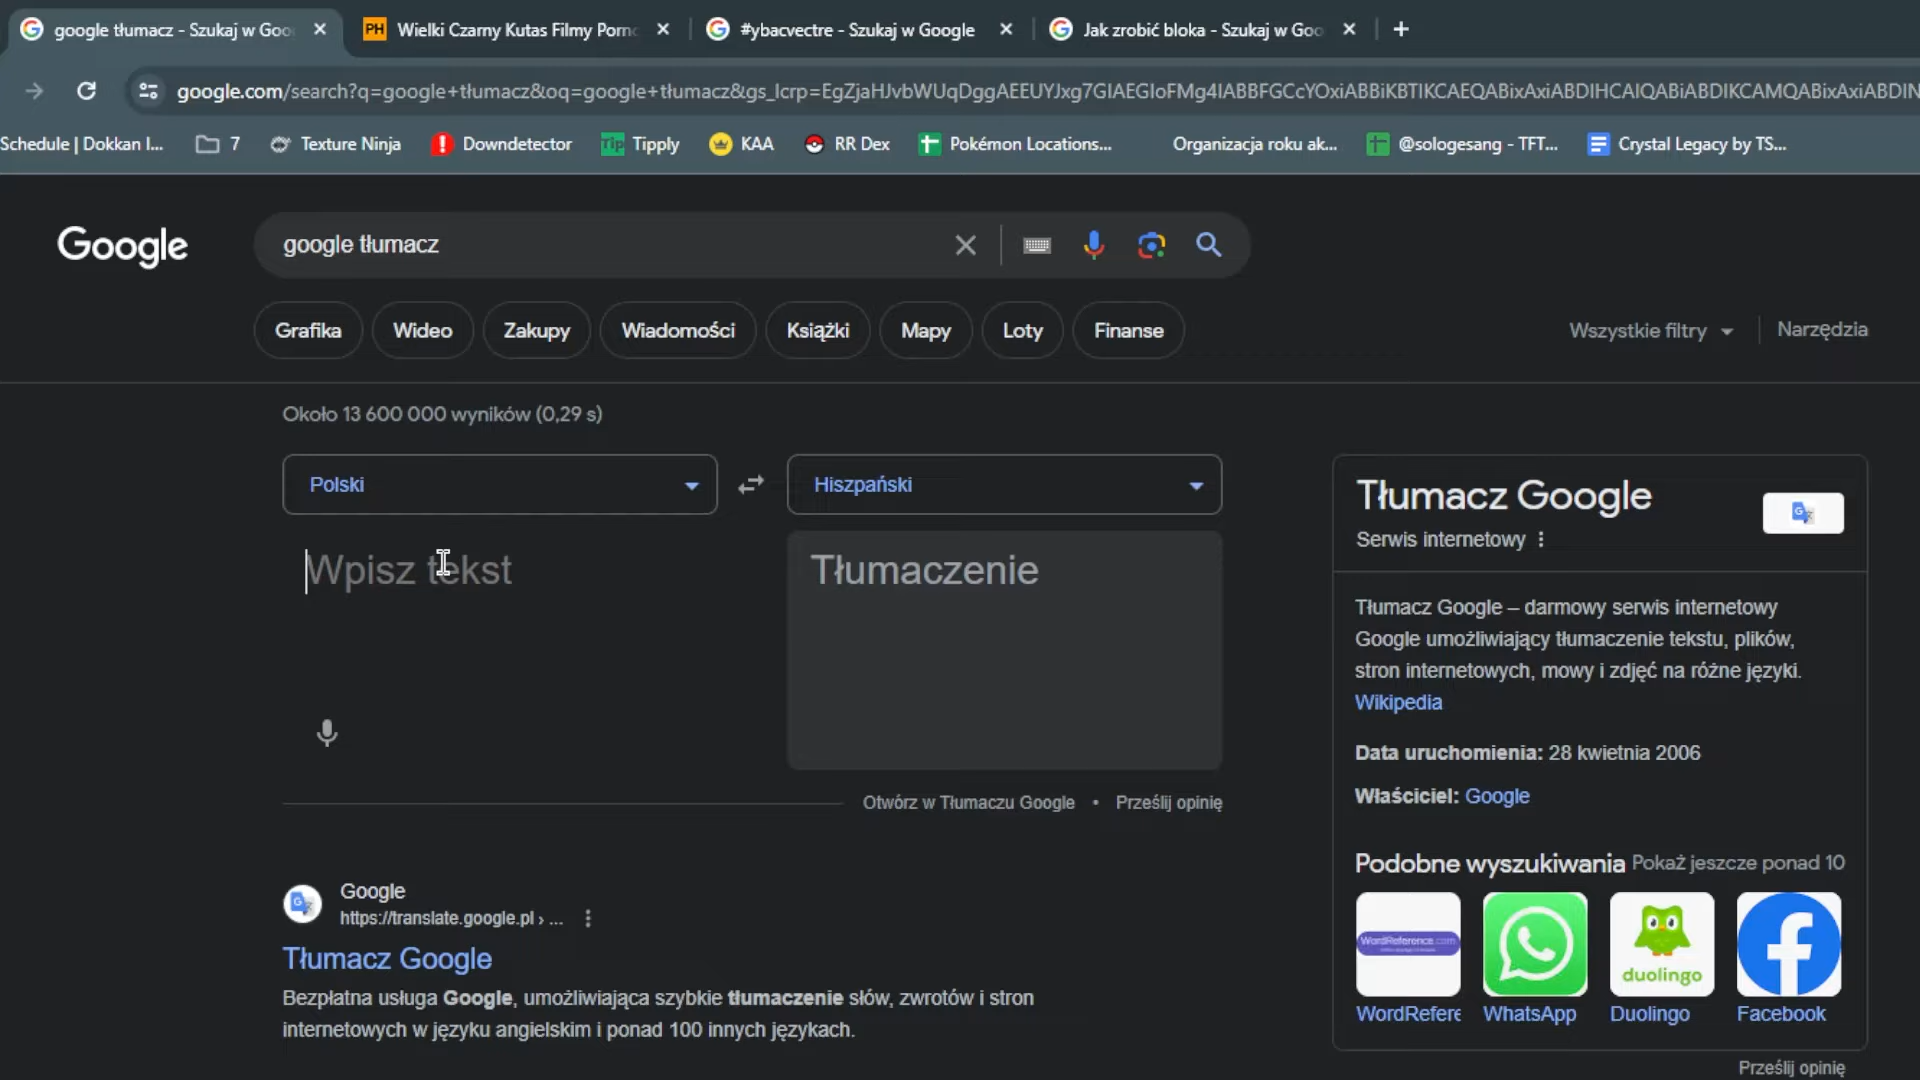 google tłumacz - Szukaj w Goo
PH Wielki Czarny Kutas Filmy Porno
#ybacvectre - Szukaj w Google
Jak zrobić bloka - Szukaj w Goo
google.com/search?q=google+tłumacz&oq=google+tłumacz&gs_lcrp=EgZjaHJvbWUqDggAEEUYJxg7GIAEGIoFMg4IABBFGCcYOxiABBiKBTIKCAEQABixAxiABDIHCAIQABiABDIKCAMQABixAxiABDIN
Schedule | Dokkan I...
7
Texture Ninja
Downdetector
Tip Tipply
KAA
RR Dex
Pokémon Locations...
Organizacja roku ak...
@sologesang - TFT...
Crystal Legacy by TS...
Google
google tłumacz
Grafika
Wideo
Zakupy
Wiadomości
Książki
Mapy
Loty
Finanse
Wszystkie filtry
Narzędzia
Około 13 600 000 wyników (0,29 s)
Polski
Hiszpański
Wpisz tekst
Tłumaczenie
Otwórz w Tłumaczu Google • Prześlij opinię
Google
https://translate.google.pl › ...
Tłumacz Google
Bezpłatna usługa Google, umożliwiająca szybkie tłumaczenie słów, zwrotów i stron
internetowych w języku angielskim i ponad 100 innych językach.
Tłumacz Google
Serwis internetowy
Tłumacz Google – darmowy serwis internetowy
Google umożliwiający tłumaczenie tekstu, plików,
stron internetowych, mowy i zdjęć na różne języki.
Wikipedia
Data uruchomienia: 28 kwietnia 2006
Właściciel: Google
Podobne wyszukiwania
Pokaż jeszcze ponad 10
WordReference.com
duolingo
WordRefere
WhatsApp
Duolingo
Facebook
Prześlij opinię